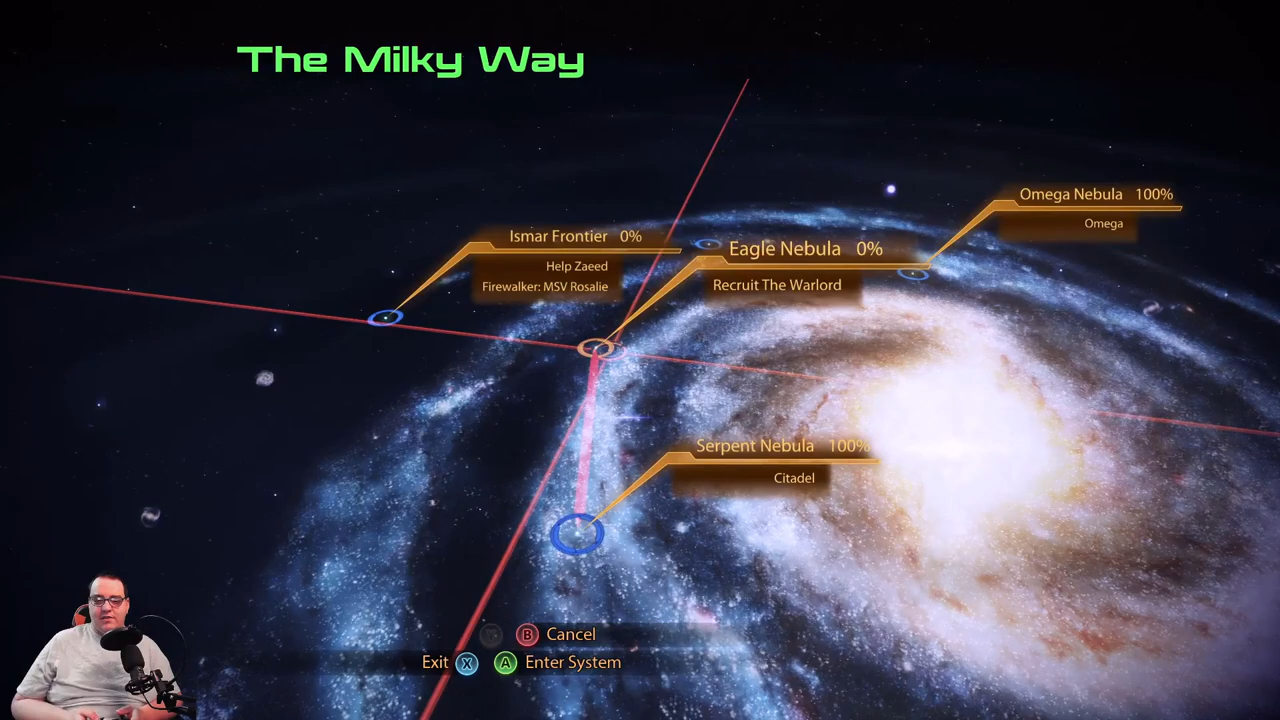 The Milky Way
Omega Nebula 100%
Omega
Ismar Frontier 0%
Help Zaeed
Firewalker: MSV Rosalie
Eagle Nebula 0%
Recruit The Warlord
Serpent Nebula 100%
Citadel
B Cancel
Exit X A Enter System